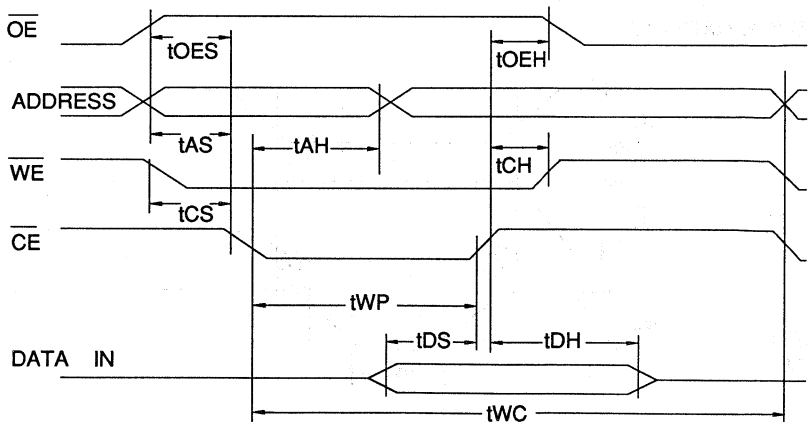 OE
tOES
tOEH
ADDRESS
tAS
tAH
tCH
WE
tCS
CE
tWP
tDS
tDH
DATA IN
tWC